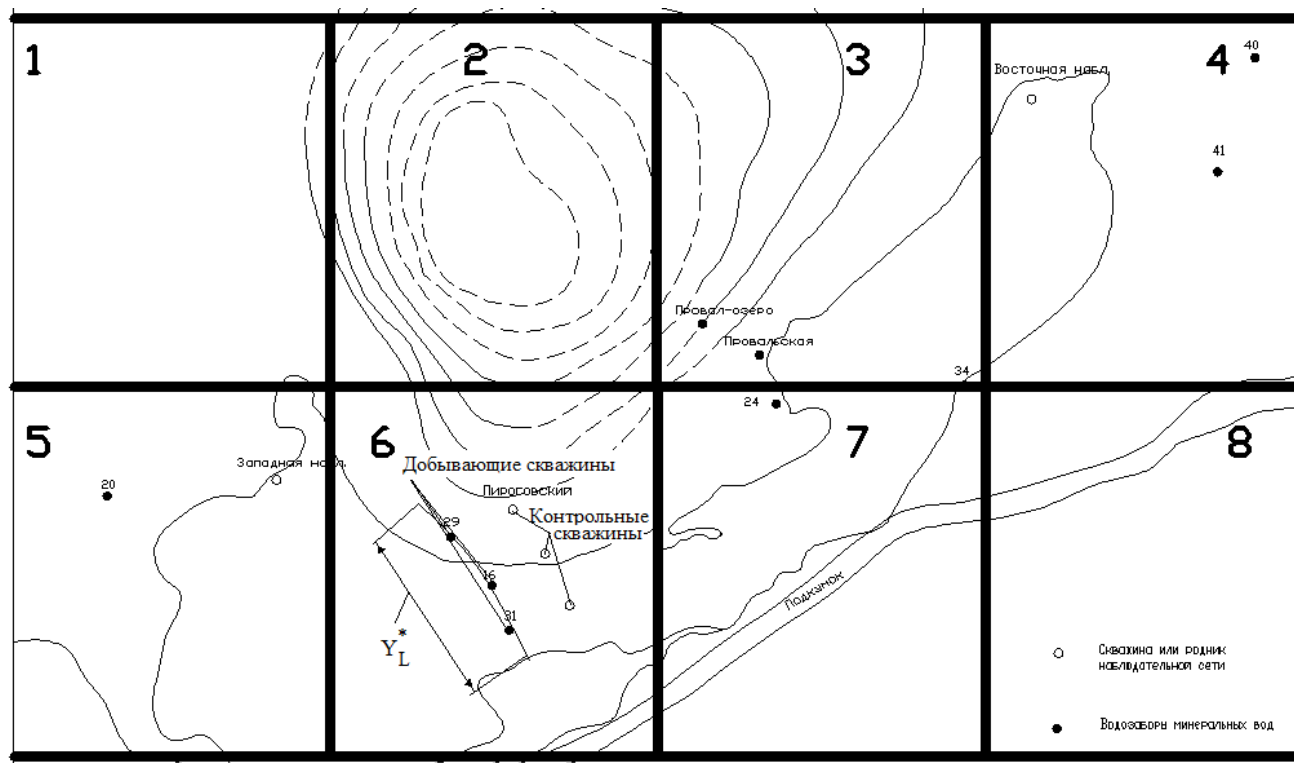 1
2
3
4
40
Восточная набл.
41
Провал-озеро
Провальская
34
5
6
7
8
24
Западная набл.
20
Добывающие скважины
Пироговский
Контрольные
скважины
29
16
31
Y*L
Подкумок
Скважина или родник
наблюдательной сети
Водозаборы минеральных вод